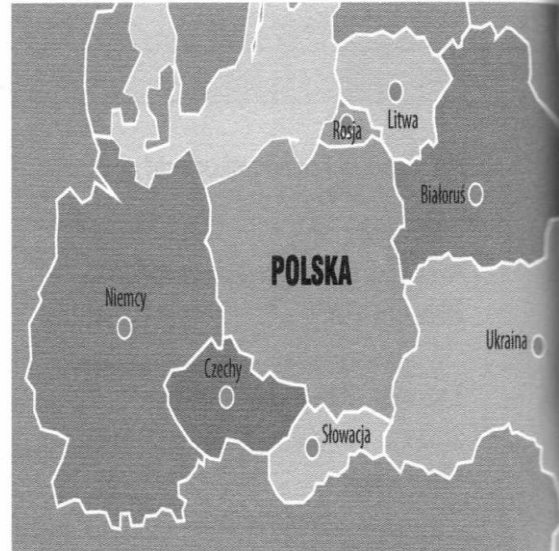 Rosja
Litwa
Białoruś
POLSKA
Niemcy
Ukraina
Czechy
Słowacja